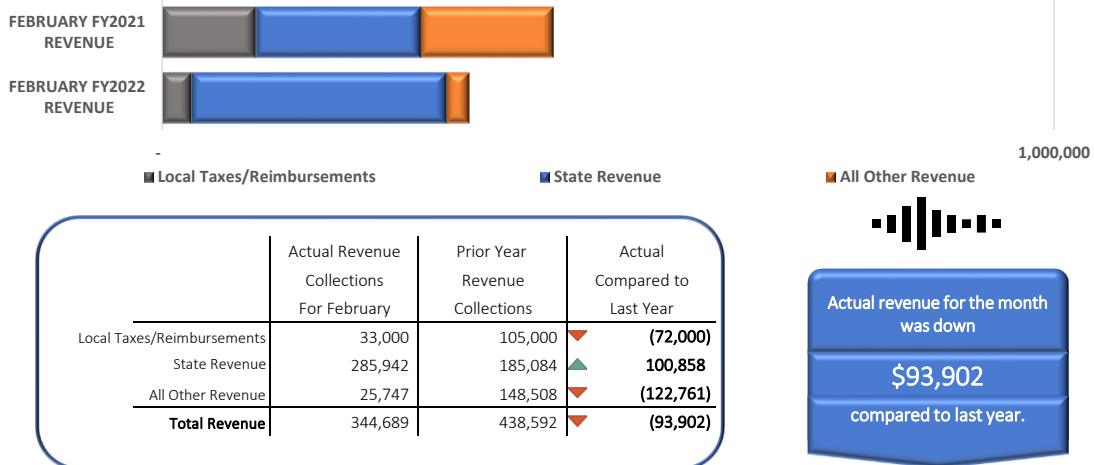 FEBRUARY FY2021
REVENUE
FEBRUARY FY2022
REVENUE
-
1,000,000
Local Taxes/Reimbursements
State Revenue
All Other Revenue
Actual Revenue Prior Year Actual
Collections Revenue Compared to
For February Collections Last Year
Local Taxes/Reimbursements 33,000 105,000 (72,000)
State Revenue 285,942 185,084 100,858
All Other Revenue 25,747 148,508 (122,761)
Total Revenue 344,689 438,592 (93,902)
Actual revenue for the month
was down
$93,902
compared to last year.